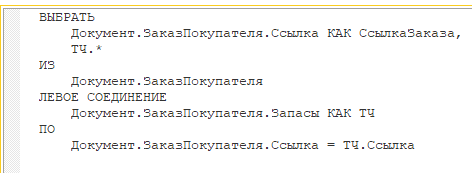 ВЫБРАТЬ
Документ.ЗаказПокупателя.Ссылка КАК СсылкаЗаказа,
ТЧ.*
ИЗ
Документ.ЗаказПокупателя
ЛЕВОЕ СОЕДИНЕНИЕ
Документ.ЗаказПокупателя.Запасы КАК ТЧ
ПО
Документ.ЗаказПокупателя.Ссылка = ТЧ.Ссылка